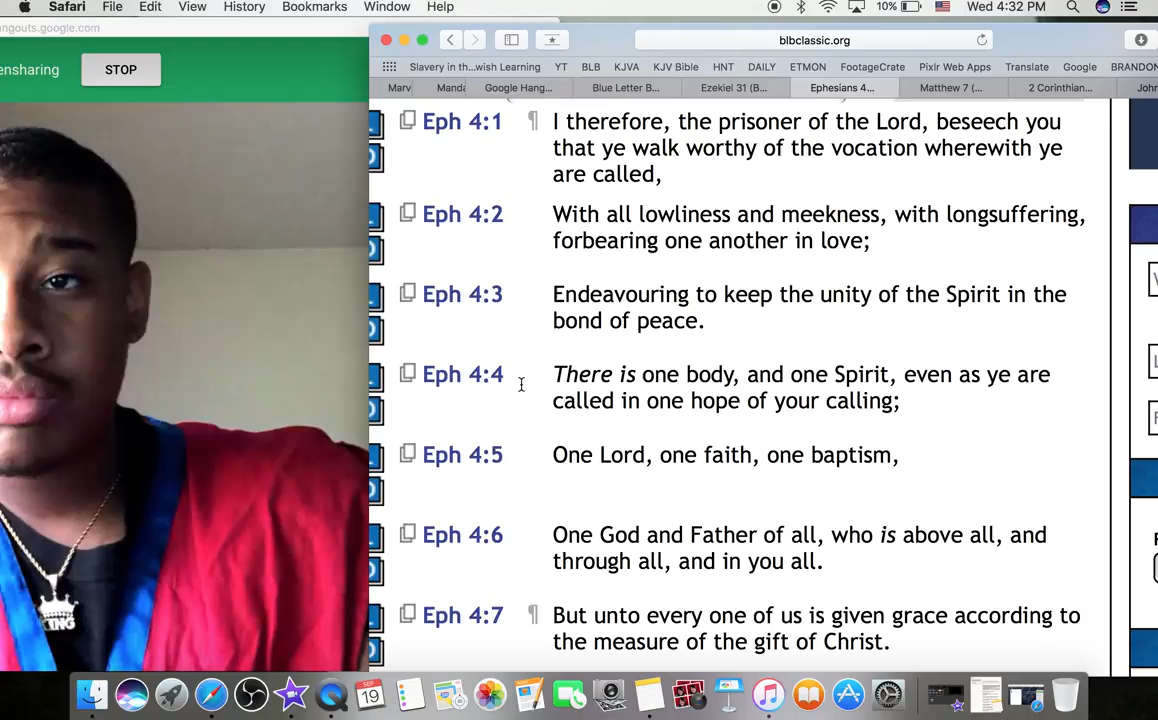 Safari File Edit View History Bookmarks Window Help 10% Wed 4:32 PM
angouts.google.com
ensharing STOP
blbclassic.org
Slavery in th...wish Learning YT BLB KJVA KJV Bible HNT DAILY ETMON FootageCrate Pixlr Web Apps Translate Google BRANDON
Marv Manda Google Hang... Blue Letter B... Ezekiel 31 (B... Ephesians 4... Matthew 7 (... 2 Corinthian... John
Eph 4:1 ¶ I therefore, the prisoner of the Lord, beseech you
that ye walk worthy of the vocation wherewith ye
are called,
Eph 4:2 With all lowliness and meekness, with longsuffering,
forbearing one another in love;
Eph 4:3 Endeavouring to keep the unity of the Spirit in the
bond of peace.
Eph 4:4 There is one body, and one Spirit, even as ye are
called in one hope of your calling;
Eph 4:5 One Lord, one faith, one baptism,
Eph 4:6 One God and Father of all, who is above all, and
through all, and in you all.
Eph 4:7 ¶ But unto every one of us is given grace according to
the measure of the gift of Christ.
KING
SEP
19